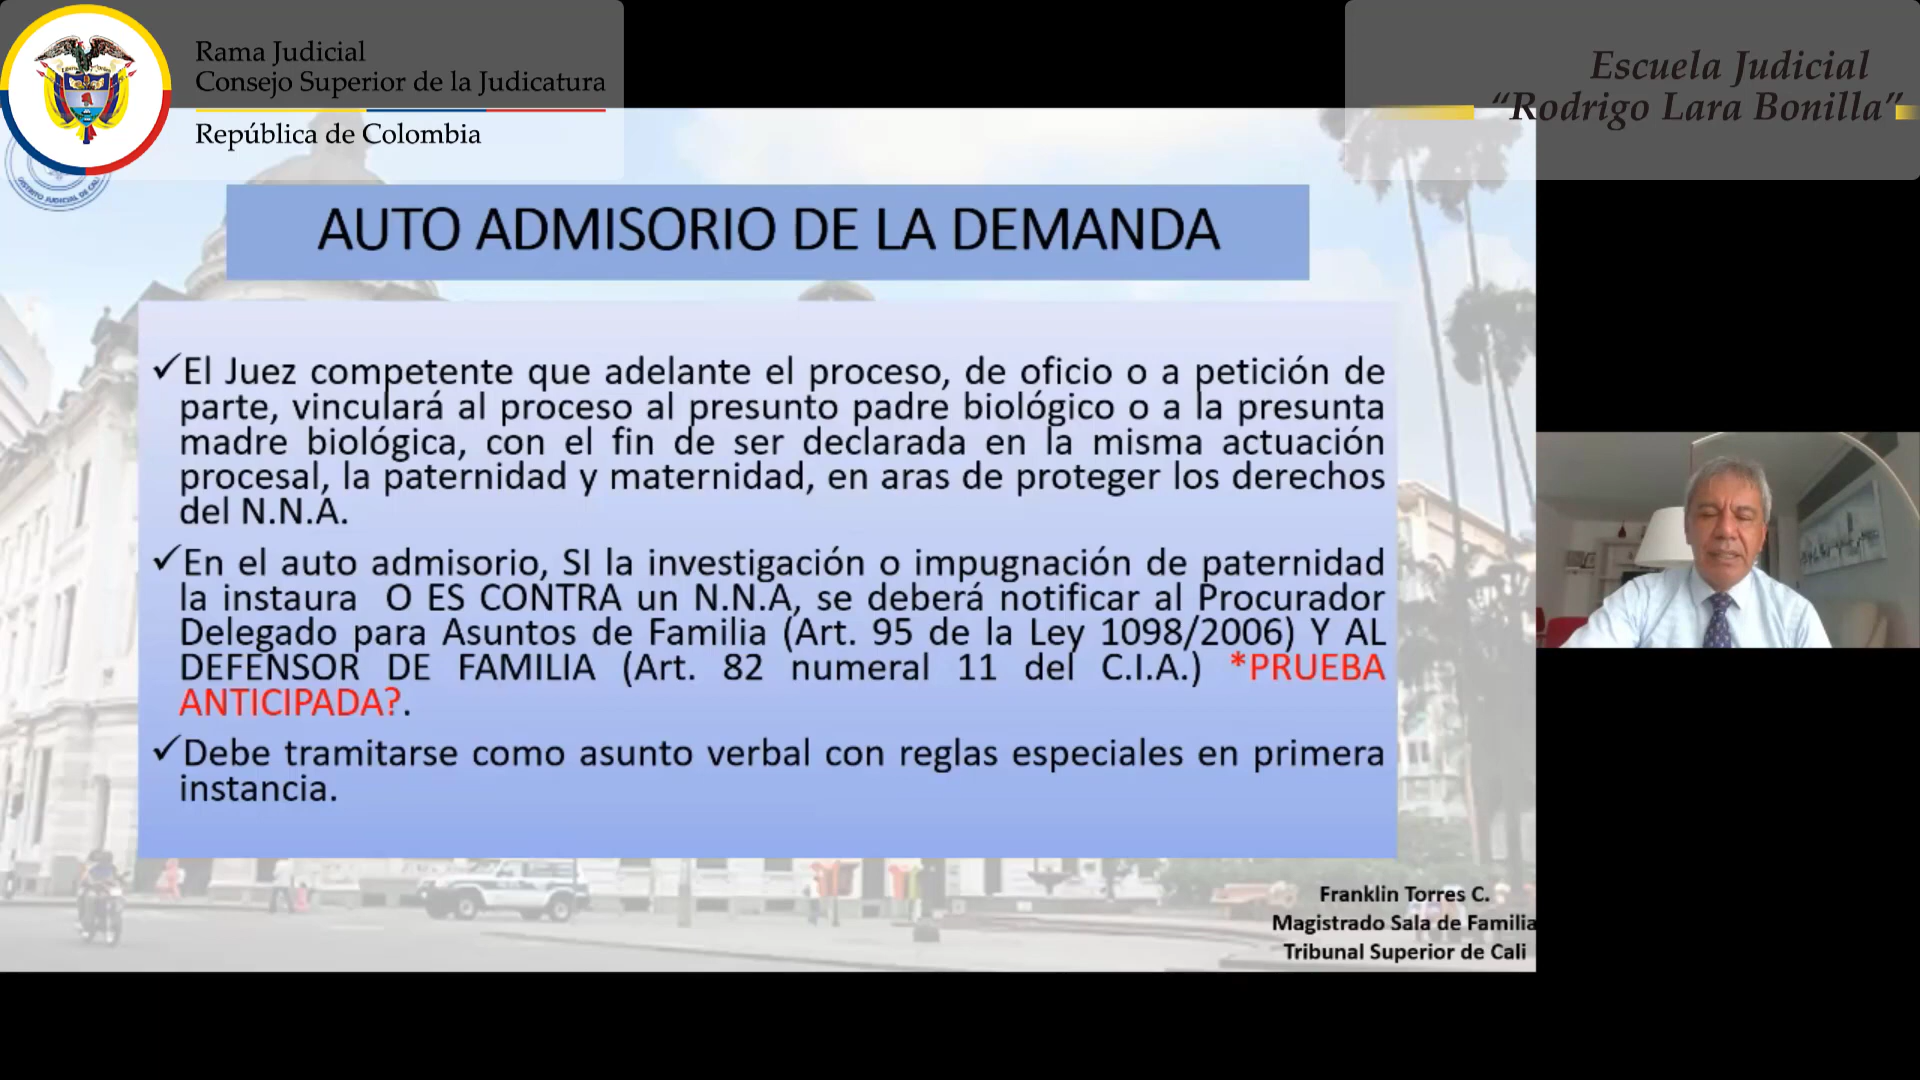 Rama Judicial
Consejo Superior de la Judicatura
República de Colombia
Escuela Judicial
“Rodrigo Lara Bonilla”
DISTRITO JUDICIAL DE CALI
AUTO ADMISORIO DE LA DEMANDA
✓El Juez competente que adelante el proceso, de oficio o a petición de
parte, vinculará al proceso al presunto padre biológico o a la presunta
madre biológica, con el fin de ser declarada en la misma actuación
procesal, la paternidad y maternidad, en aras de proteger los derechos
del N.N.A.
✓En el auto admisorio, SI la investigación o impugnación de paternidad
la instaura O ES CONTRA un N.N.A, se deberá notificar al Procurador
Delegado para Asuntos de Familia (Art. 95 de la Ley 1098/2006) Y AL
DEFENSOR DE FAMILIA (Art. 82 numeral 11 del C.I.A.) *PRUEBA
ANTICIPADA?.
✓Debe tramitarse como asunto verbal con reglas especiales en primera
instancia.
Franklin Torres C.
Magistrado Sala de Familia
Tribunal Superior de Cali